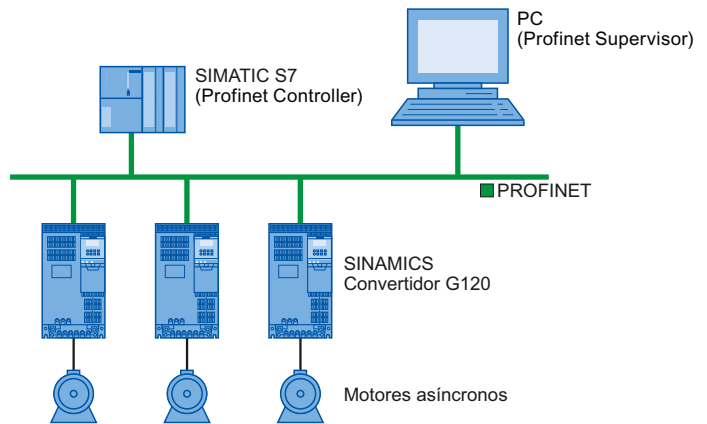 PC
(Profinet Supervisor)
SIMATIC S7
(Profinet Controller)
PROFINET
SINAMICS
Convertidor G120
Motores asíncronos